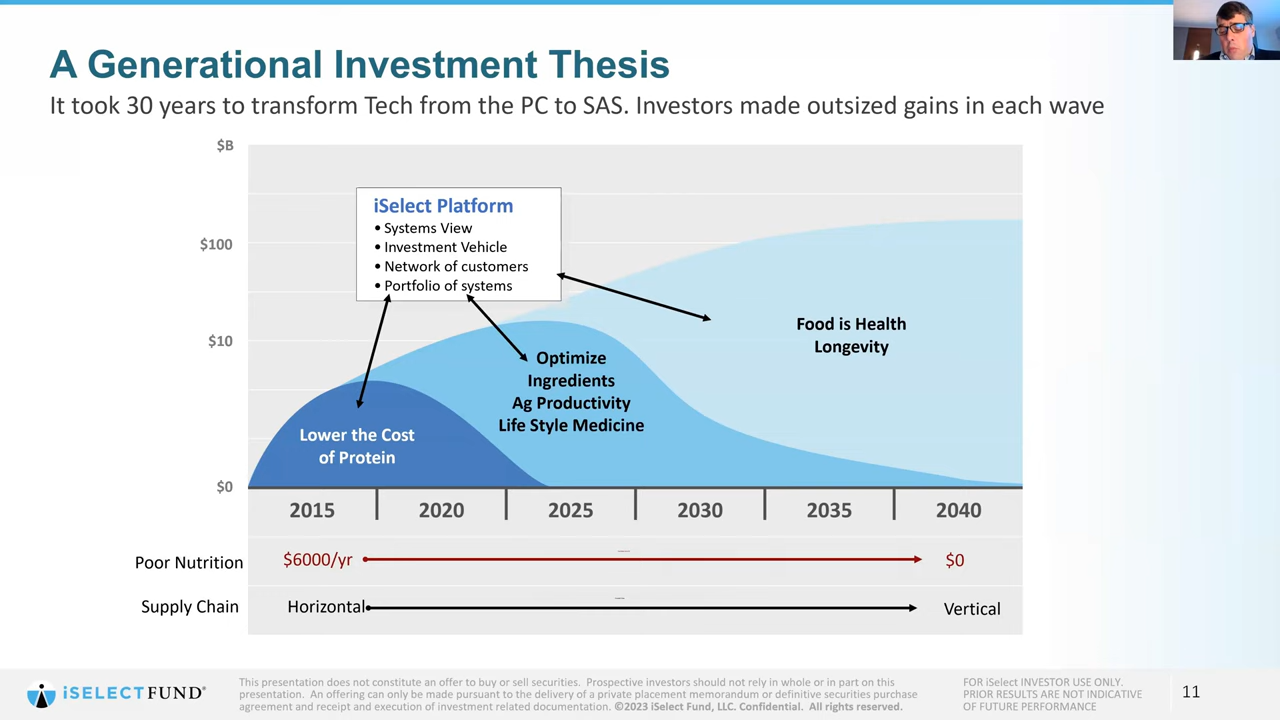 A Generational Investment Thesis
It took 30 years to transform Tech from the PC to SAS. Investors made outsized gains in each wave
$B
$100
$10
$0
iSelect Platform
• Systems View
• Investment Vehicle
• Network of customers
• Portfolio of systems
Food is Health
Longevity
Optimize
Ingredients
Ag Productivity
Life Style Medicine
Lower the Cost
of Protein
2015 2020 2025 2030 2035 2040
Poor Nutrition $6000/yr $0
Supply Chain Horizontal Vertical
iSELECTFUND®
This presentation does not constitute an offer to buy or sell securities. Prospective investors should not rely in whole or in part on this
presentation. An offering can only be made pursuant to the delivery of a private placement memorandum or definitive securities purchase
agreement and receipt and execution of investment related documentation. ©2023 iSelect Fund, LLC. Confidential. All rights reserved.
FOR iSelect INVESTOR USE ONLY.
PRIOR RESULTS ARE NOT INDICATIVE
OF FUTURE PERFORMANCE
11